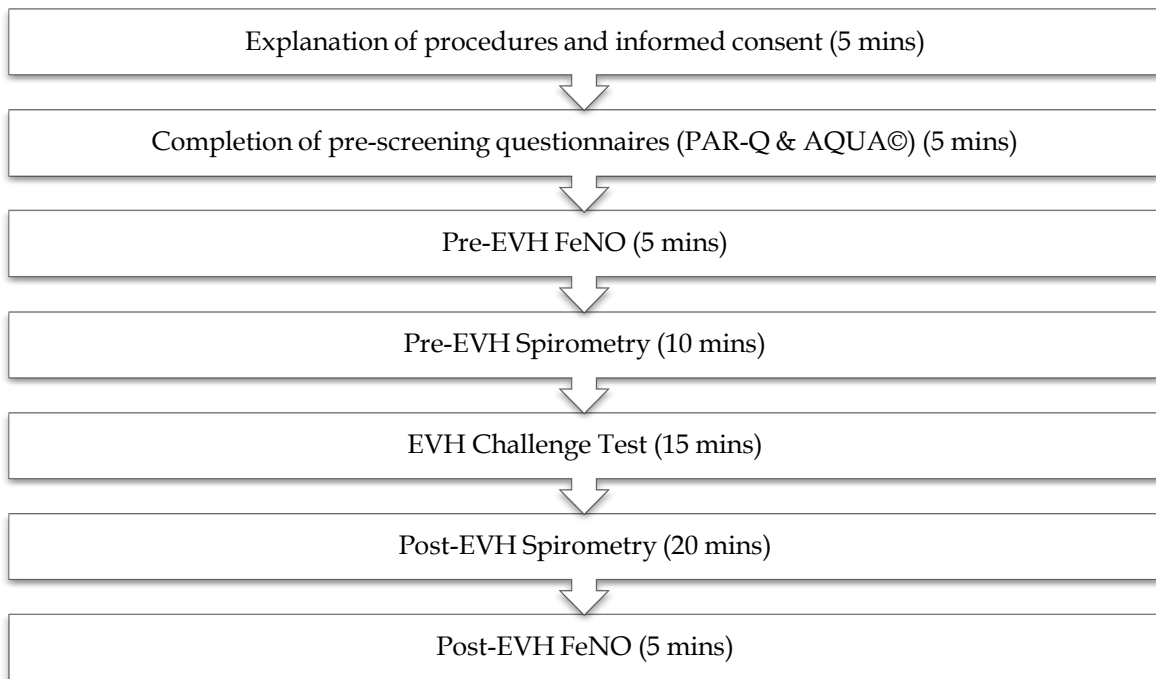 Explanation of procedures and informed consent (5 mins)
Completion of pre-screening questionnaires (PAR-Q & AQUA©) (5 mins)
Pre-EVH FeNO (5 mins)
Pre-EVH Spirometry (10 mins)
EVH Challenge Test (15 mins)
Post-EVH Spirometry (20 mins)
Post-EVH FeNO (5 mins)